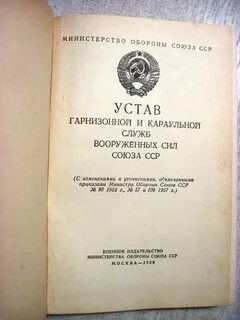 МИНИСТЕРСТВО ОБОРОНЫ СОЮЗА ССР
УСТАВ
ГАРНИЗОННОЙ И КАРАУЛЬНОЙ
СЛУЖБ
ВООРУЖЕННЫХ СИЛ
СОЮЗА ССР
(С изменениями и уточнениями, объявленными
приказами Министра Обороны Союза ССР
№ 90 1953 г., № 57 и 106 1957 г.)
ВОЕННОЕ ИЗДАТЕЛЬСТВО
МИНИСТЕРСТВА ОБОРОНЫ СОЮЗА ССР
МОСКВА—1958